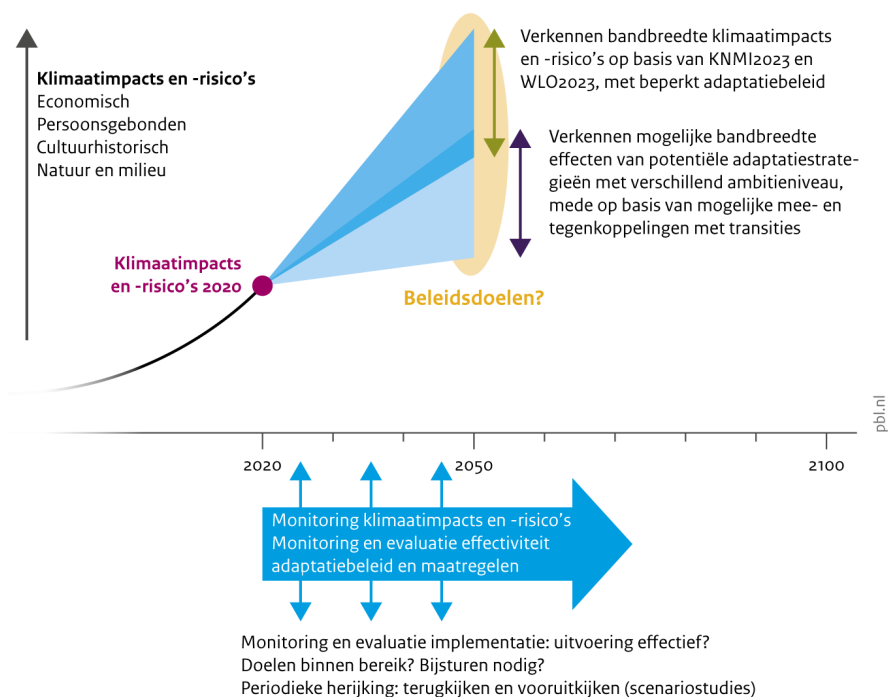 Klimaatimpacts en -risico's
Economisch
Persoonsgebonden
Cultuurhistorisch
Natuur en milieu
Verkennen bandbreedte klimaatimpacts
en -risico's op basis van KNMI2023 en
WLO2023, met beperkt adaptatiebeleid
Verkennen mogelijke bandbreedte
effecten van potentiële adaptatiestrate-
gieën met verschillend ambitieniveau,
mede op basis van mogelijke mee- en
tegenkoppelingen met transities
Klimaatimpacts
en -risico's 2020
Beleidsdoelen?
pbl.nl
2020
2050
2100
Monitoring klimaatimpacts en -risico's
Monitoring en evaluatie effectiviteit
adaptatiebeleid en maatregelen
Monitoring en evaluatie implementatie: uitvoering effectief?
Doelen binnen bereik? Bijsturen nodig?
Periodieke herijking: terugkijken en vooruitkijken (scenariostudies)